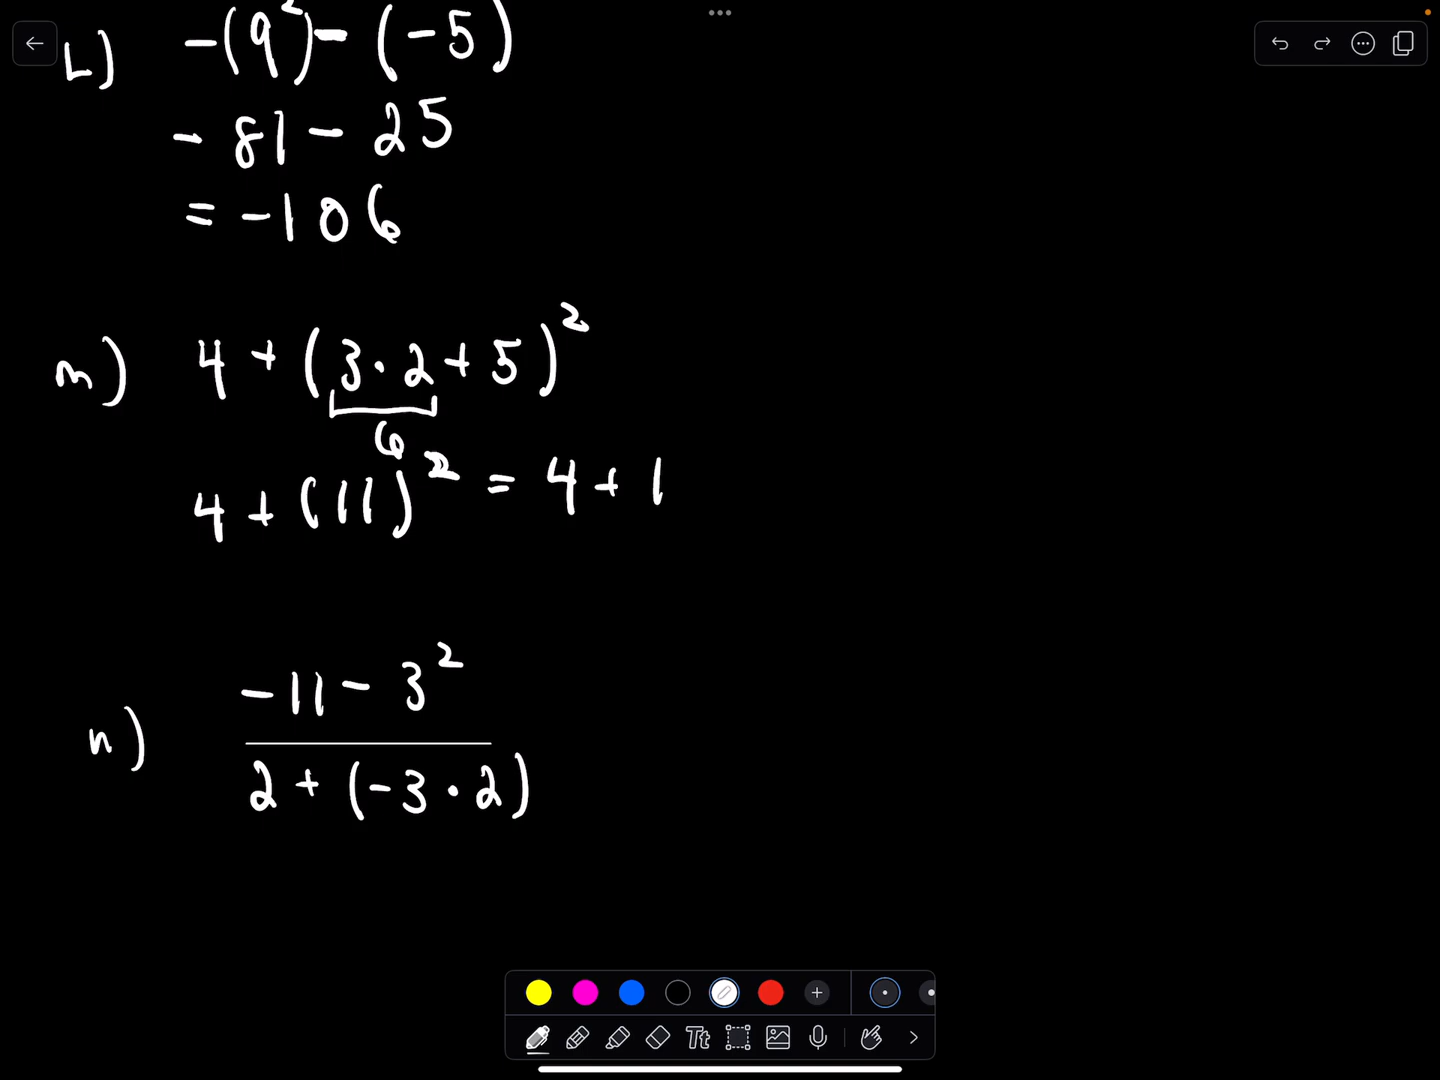 L) -(9²)- (-5)
- 81 - 25
= -106
m) 4 + (3·2+5)²
6
4 + (11)² = 4 + 1
-11 - 3²
n)
2 + (-3·2)
Tt